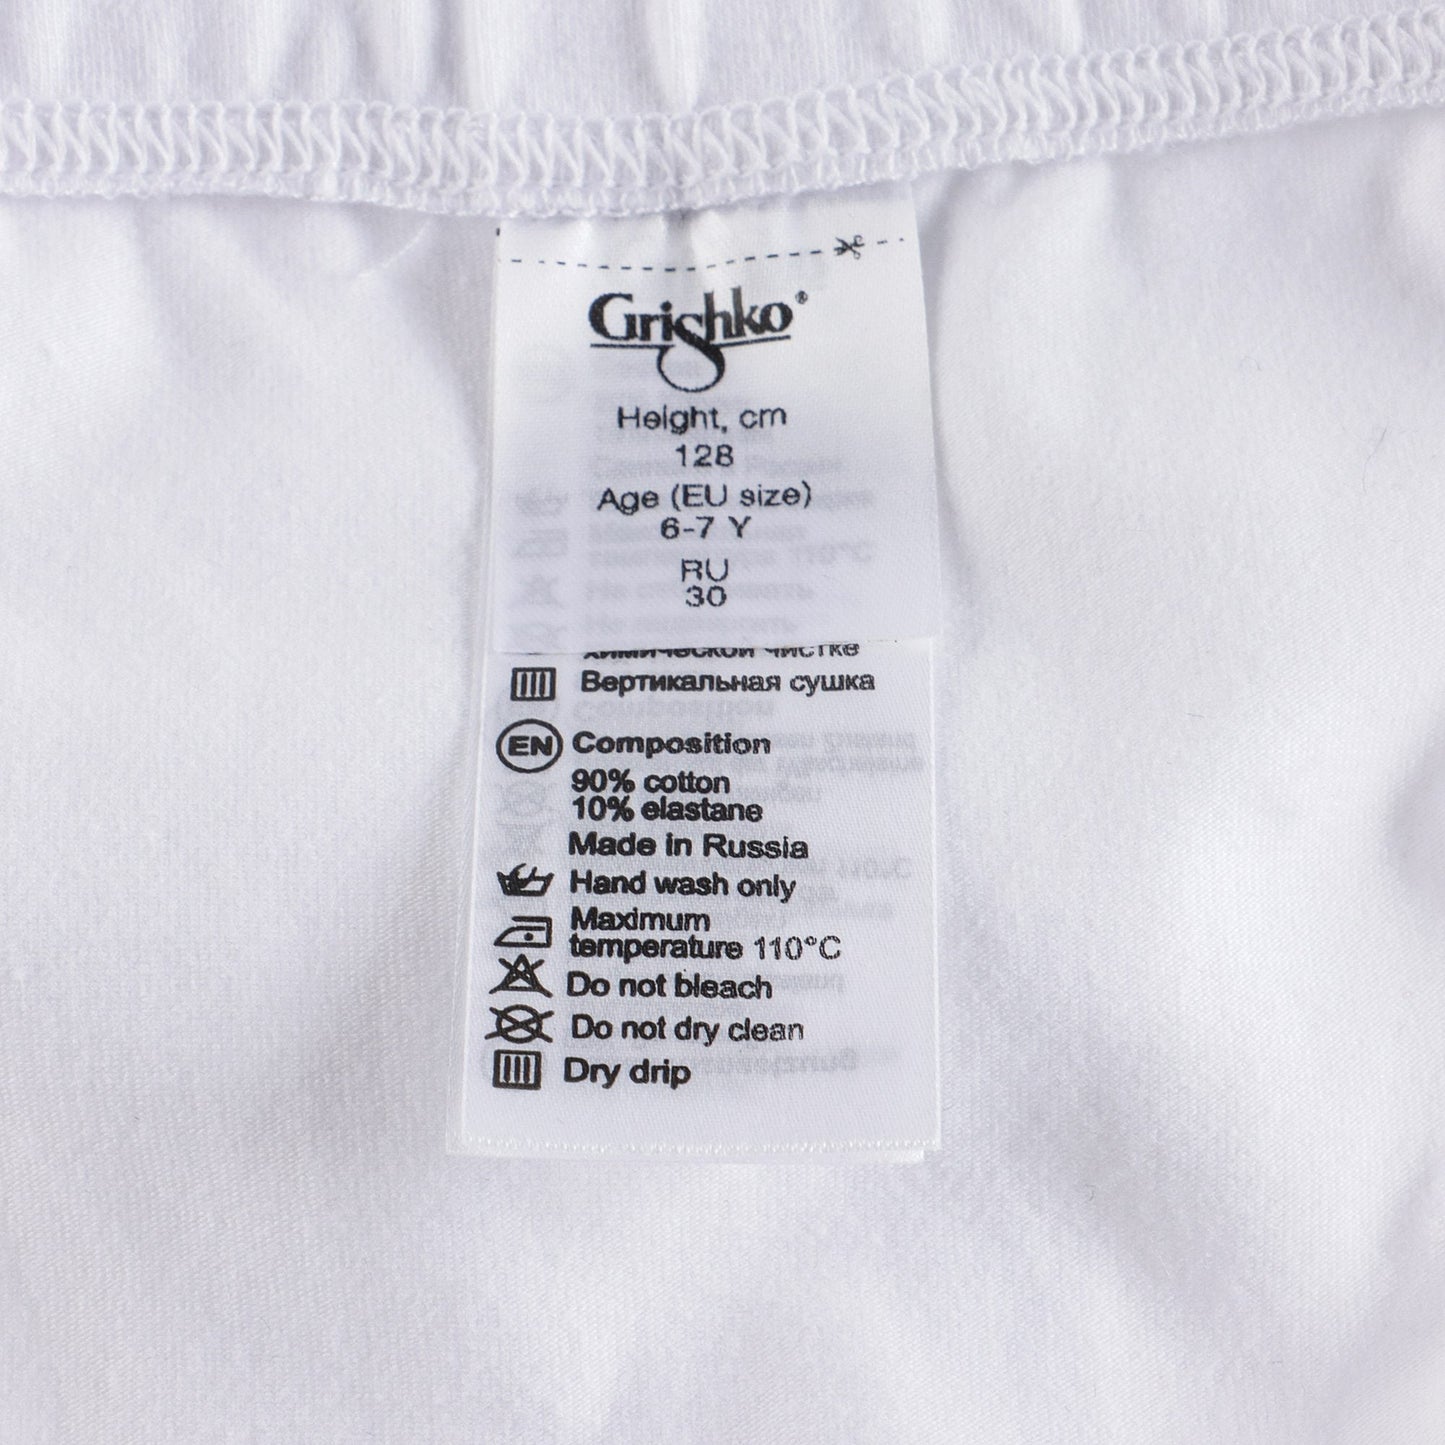 Grishko®
Height, cm
128
Age (EU size)
6-7 Y
RU
30
химической чистке
Вертикальная сушка
EN Composition
90% cotton
10% elastane
Made in Russia
Hand wash only
Maximum
temperature 110°C
Do not bleach
Do not dry clean
Dry drip